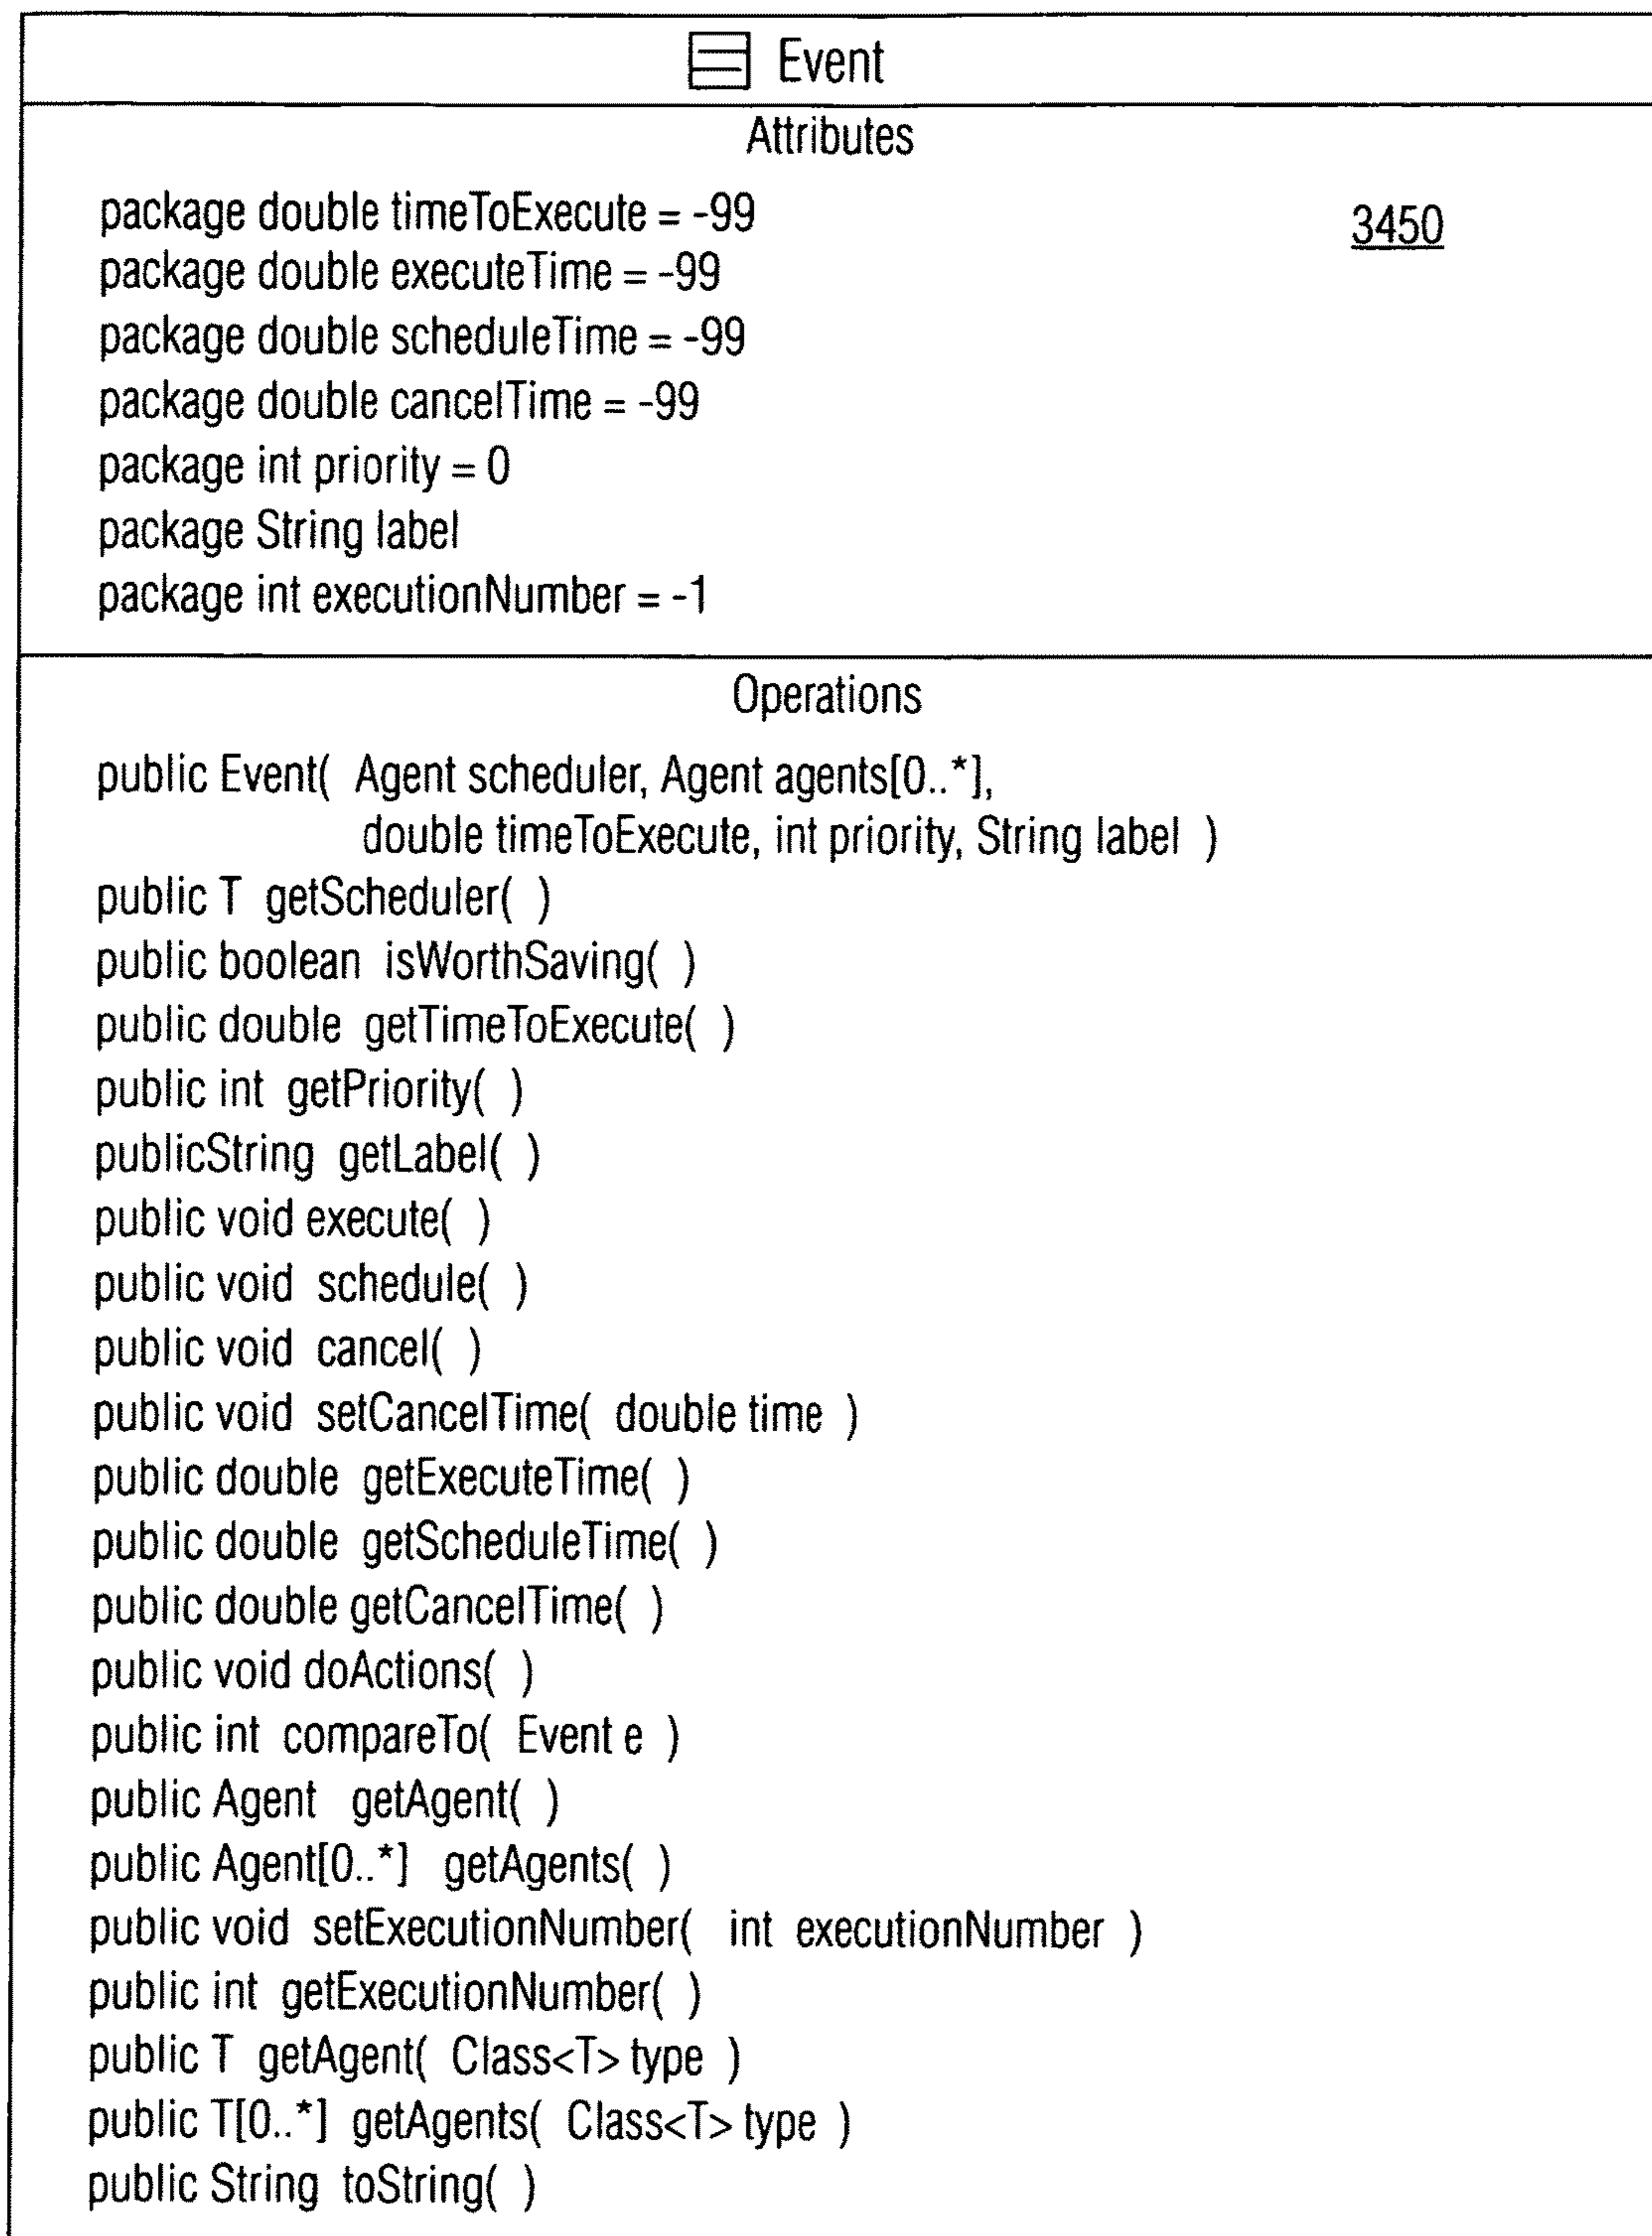 Event
Attributes
package double timeToExecute = -99
3450
package double executeTime = -99
package double scheduleTime = -99
package double cancelTime = -99
package int priority = 0
package String label
package int executionNumber = -1
Operations
public Event( Agent scheduler, Agent agents[0..*],
double timeToExecute, int priority, String label )
public T getScheduler( )
public boolean isWorthSaving( )
public double getTimeToExecute( )
public int getPriority( )
publicString getLabel( )
public void execute( )
public void schedule( )
public void cancel( )
public void setCancelTime( double time )
public double getExecuteTime( )
public double getScheduleTime( )
public double getCancelTime( )
public void doActions( )
public int compareTo( Event e )
public Agent getAgent( )
public Agent[0..*] getAgents( )
public void setExecutionNumber( int executionNumber )
public int getExecutionNumber( )
public T getAgent( Class<T> type )
public T[0..*] getAgents( Class<T> type )
public String toString( )